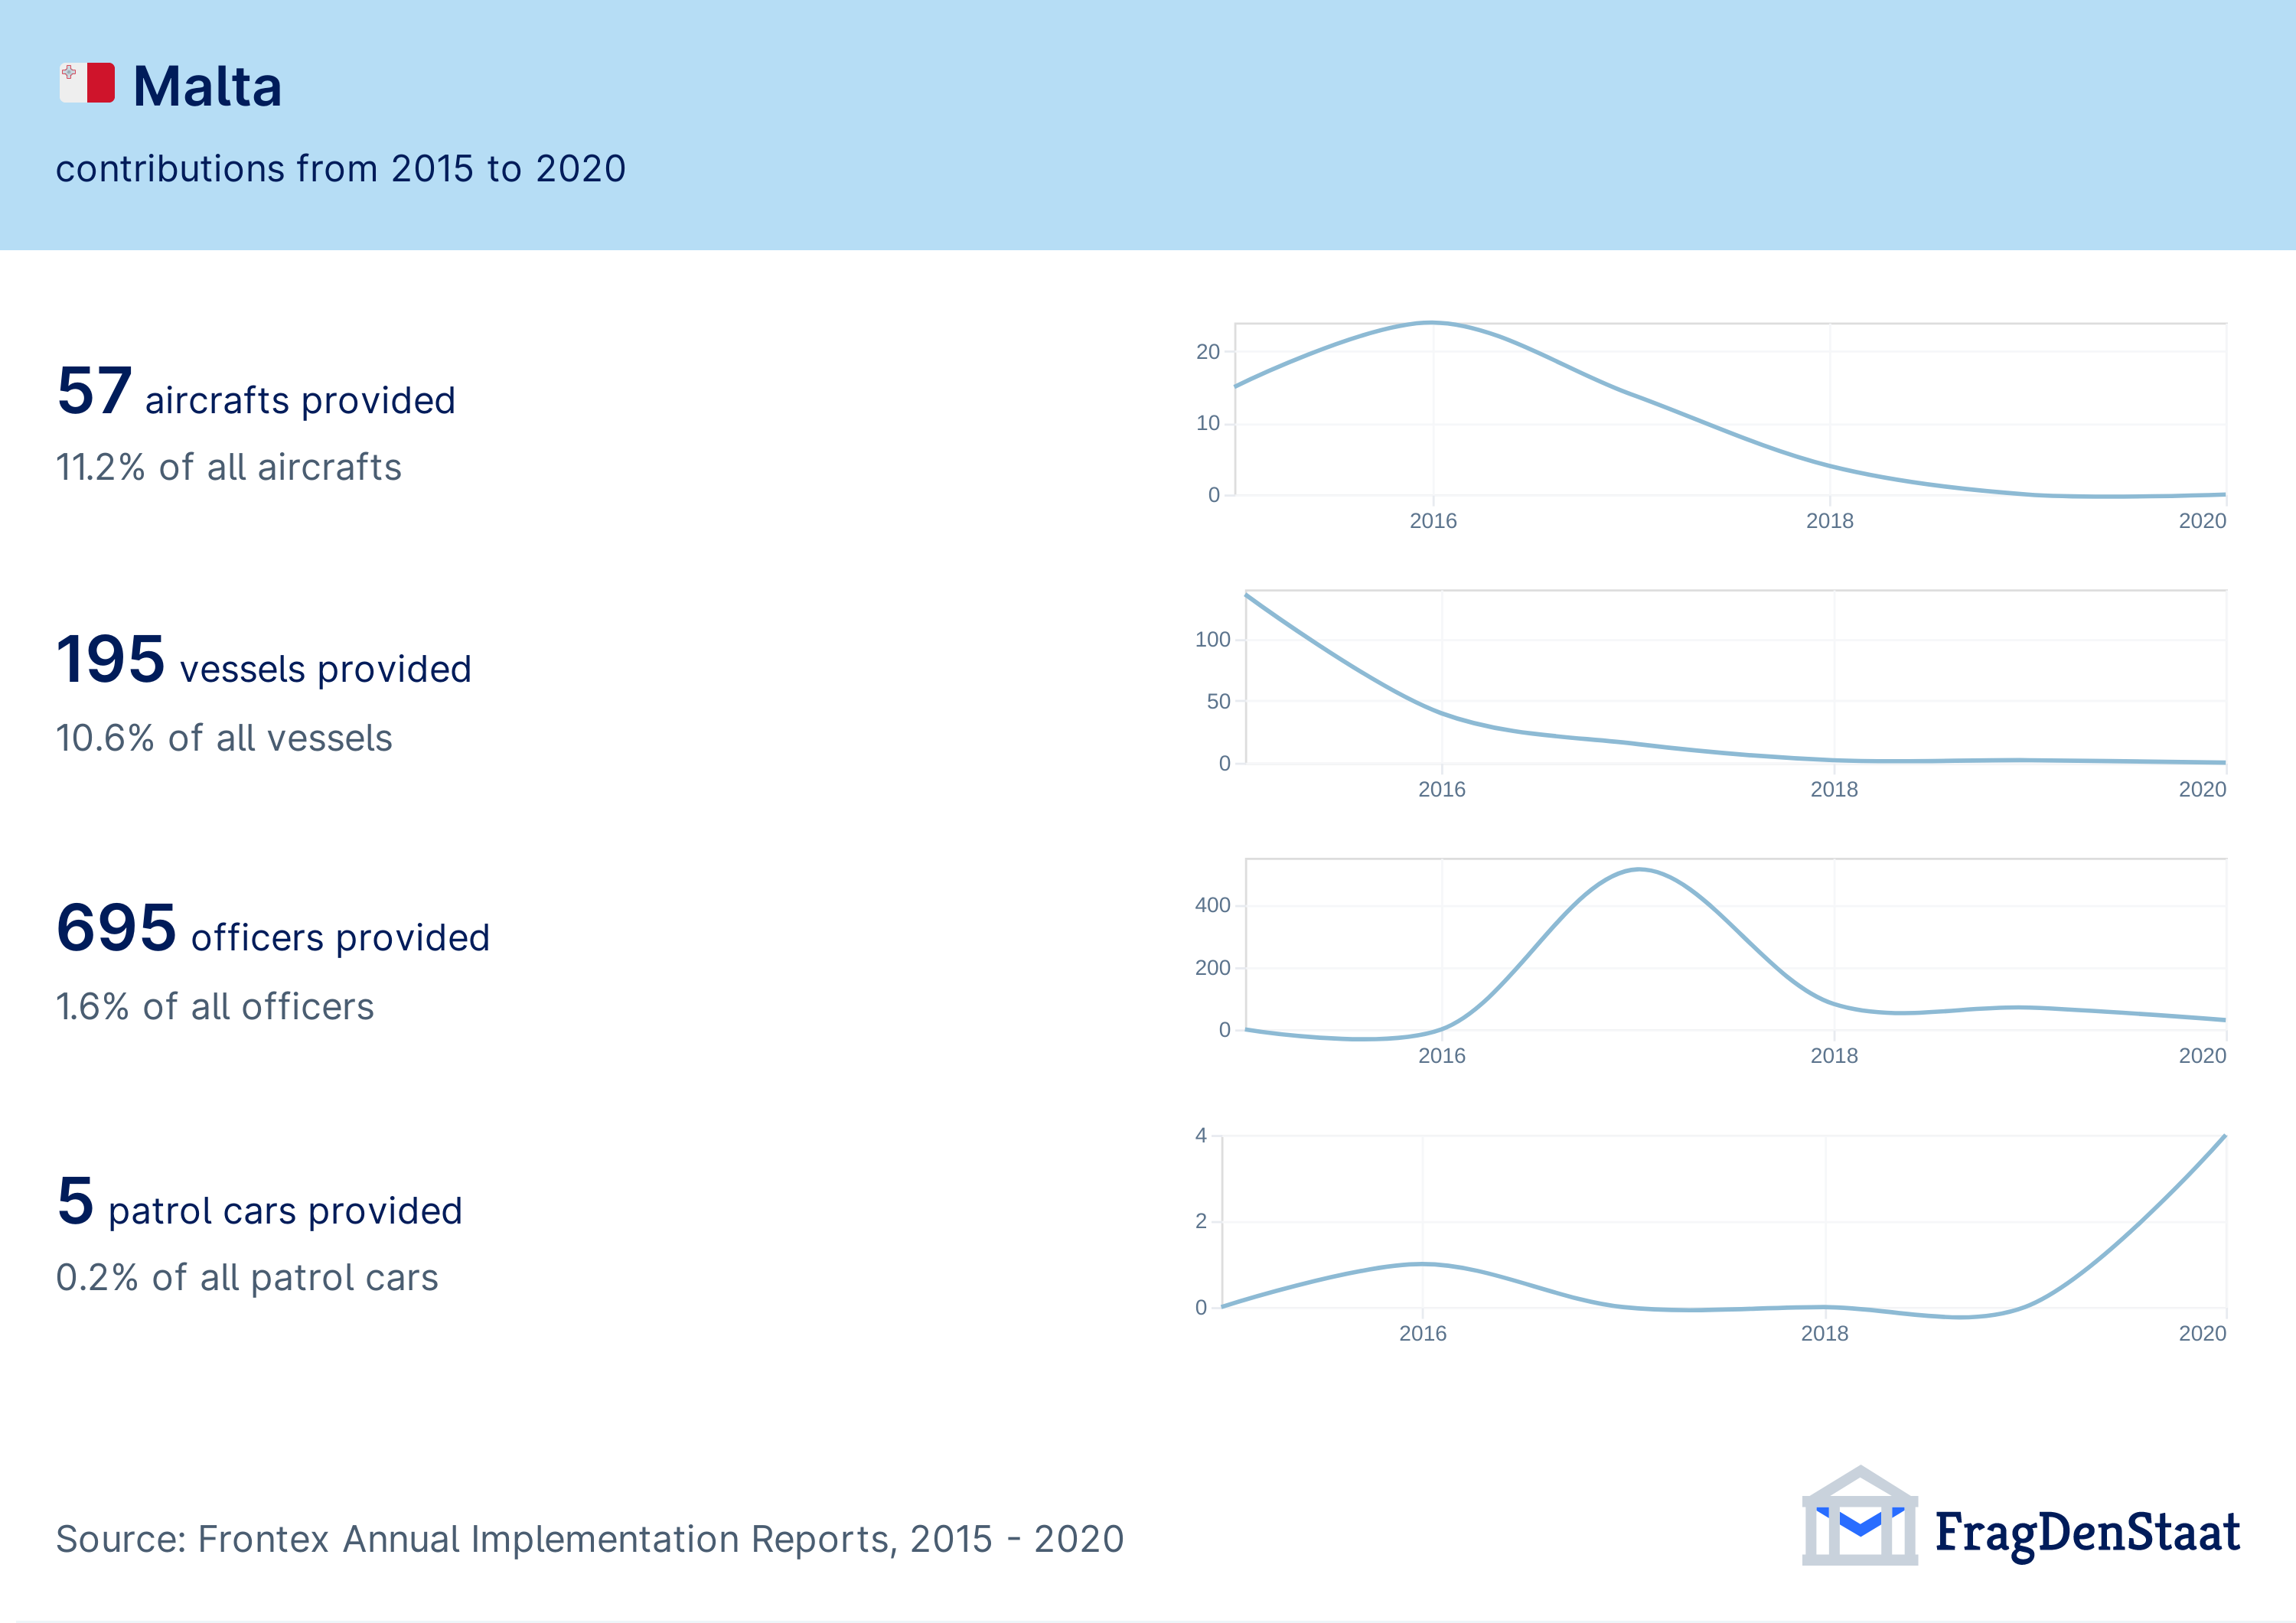 Malta
contributions from 2015 to 2020
57 aircrafts provided
11.2% of all aircrafts
20
10
0
2016 2018 2020
195 vessels provided
10.6% of all vessels
100
50
0
2016 2018 2020
695 officers provided
1.6% of all officers
400
200
0
2016 2018 2020
5 patrol cars provided
0.2% of all patrol cars
4
2
0
2016 2018 2020
Source: Frontex Annual Implementation Reports, 2015 - 2020
FragDenStaat